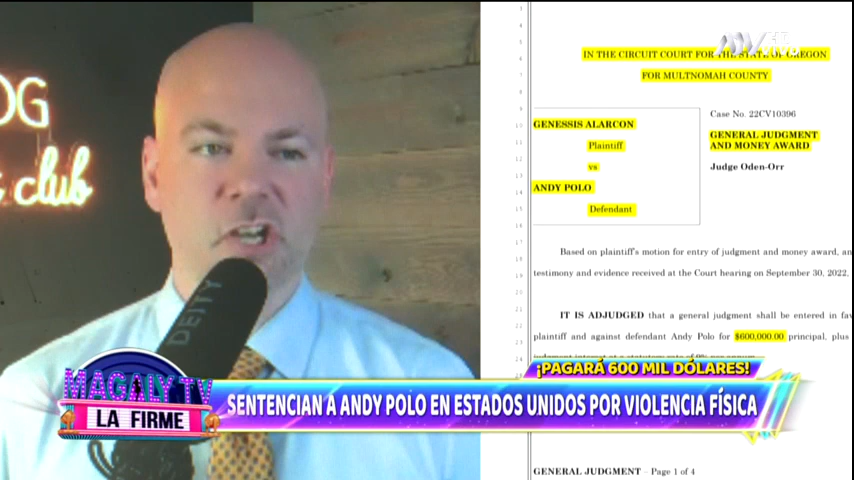 OG
club
DEITY
IN THE CIRCUIT COURT FOR THE STATE OF OREGON
FOR MULTNOMAH COUNTY
GENESSIS ALARCON
Plaintiff
vs
ANDY POLO
Defendant
Case No. 22CV10396
GENERAL JUDGMENT
AND MONEY AWARD
Judge Oden-Orr
Based on plaintiff's motion for entry of judgment and money award,
testimony and evidence received at the Court hearing on September 30, 2022,
IT IS ADJUDGED that a general judgment shall be entered in
plaintiff and against defendant Andy Polo for $600,000.00 principal, plus
GENERAL JUDGMENT – Page 1 of 4
¡PAGARÁ 600 MIL DÓLARES!
MAGALY TV
LA FIRME
SENTENCIAN A ANDY POLO EN ESTADOS UNIDOS POR VIOLENCIA FÍSICA